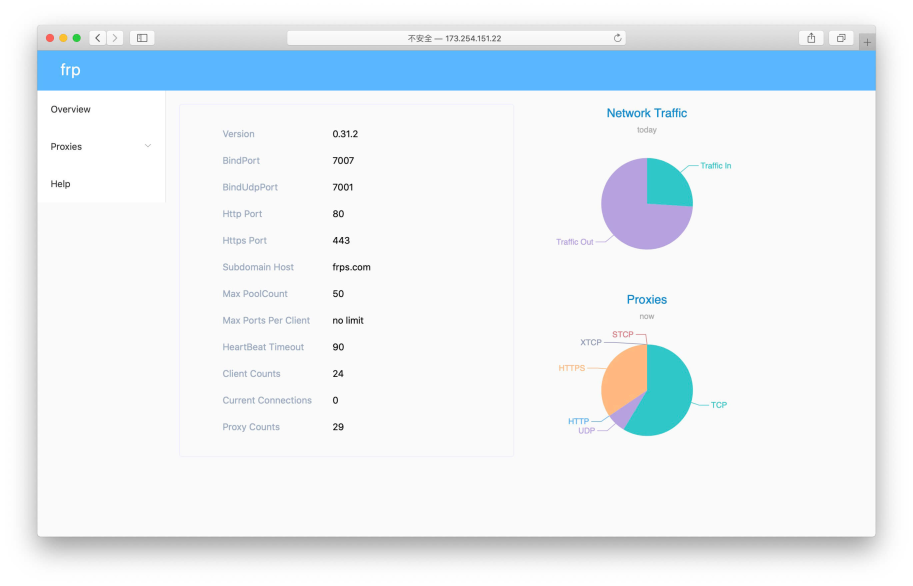 不安全 — 173.254.151.22
frp
Overview
Proxies
Help
Version 0.31.2
BindPort 7007
BindUdpPort 7001
Http Port 80
Https Port 443
Subdomain Host frps.com
Max PoolCount 50
Max Ports Per Client no limit
HeartBeat Timeout 90
Client Counts 24
Current Connections 0
Proxy Counts 29
Network Traffic
today
Traffic In
Traffic Out
Proxies
now
STCP
XTCP
HTTPS
TCP
HTTP
UDP